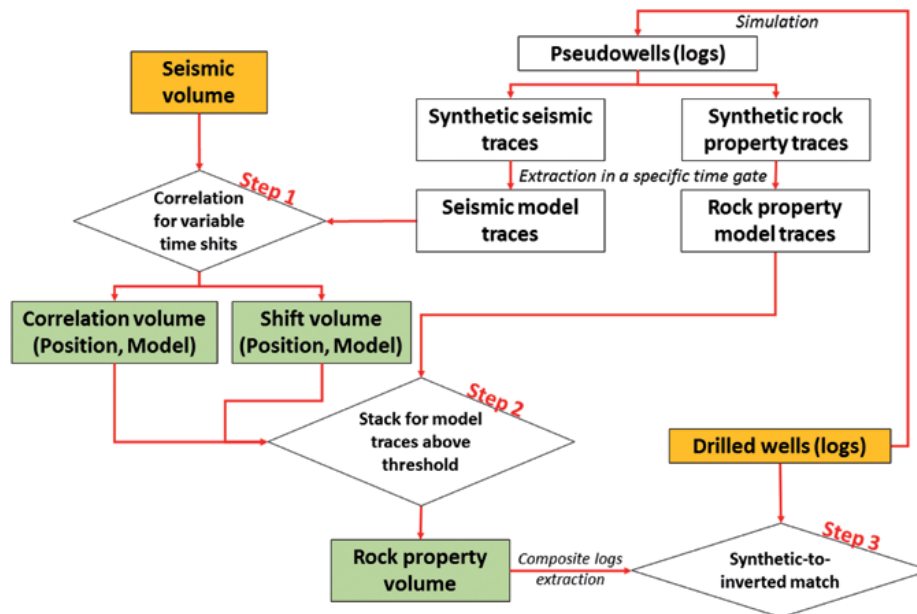 Simulation
Pseudowells (logs)
Seismic
volume
Synthetic seismic
traces
Synthetic rock
property traces
Extraction in a specific time gate
Step 1
Correlation
for variable
time shits
Seismic model
traces
Rock property
model traces
Correlation volume
(Position, Model)
Shift volume
(Position, Model)
Step 2
Stack for model
traces above
threshold
Drilled wells (logs)
Rock property
volume
Composite logs
extraction
Step 3
Synthetic-to-
inverted match